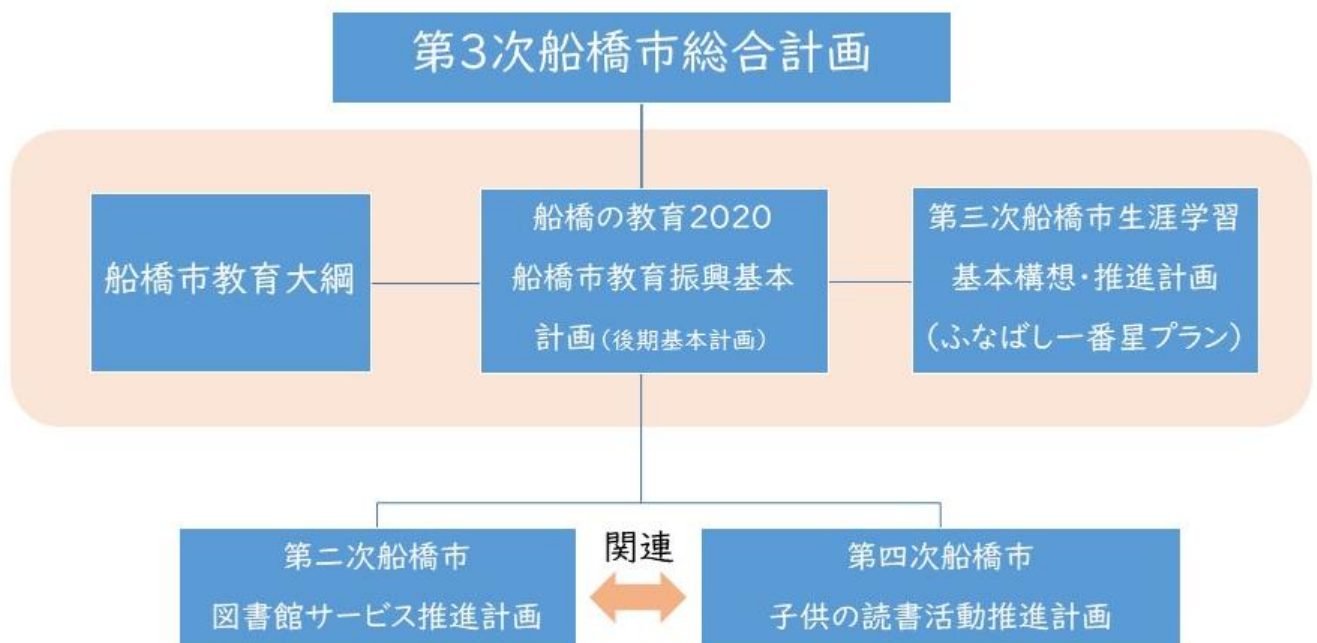 第3次船橋市総合計画
船橋市教育大綱
船橋の教育2020
船橋市教育振興基本
計画(後期基本計画)
第三次船橋市生涯学習
基本構想・推進計画
(ふなばし一番星プラン)
第二次船橋市
図書館サービス推進計画
関連
第四次船橋市
子供の読書活動推進計画